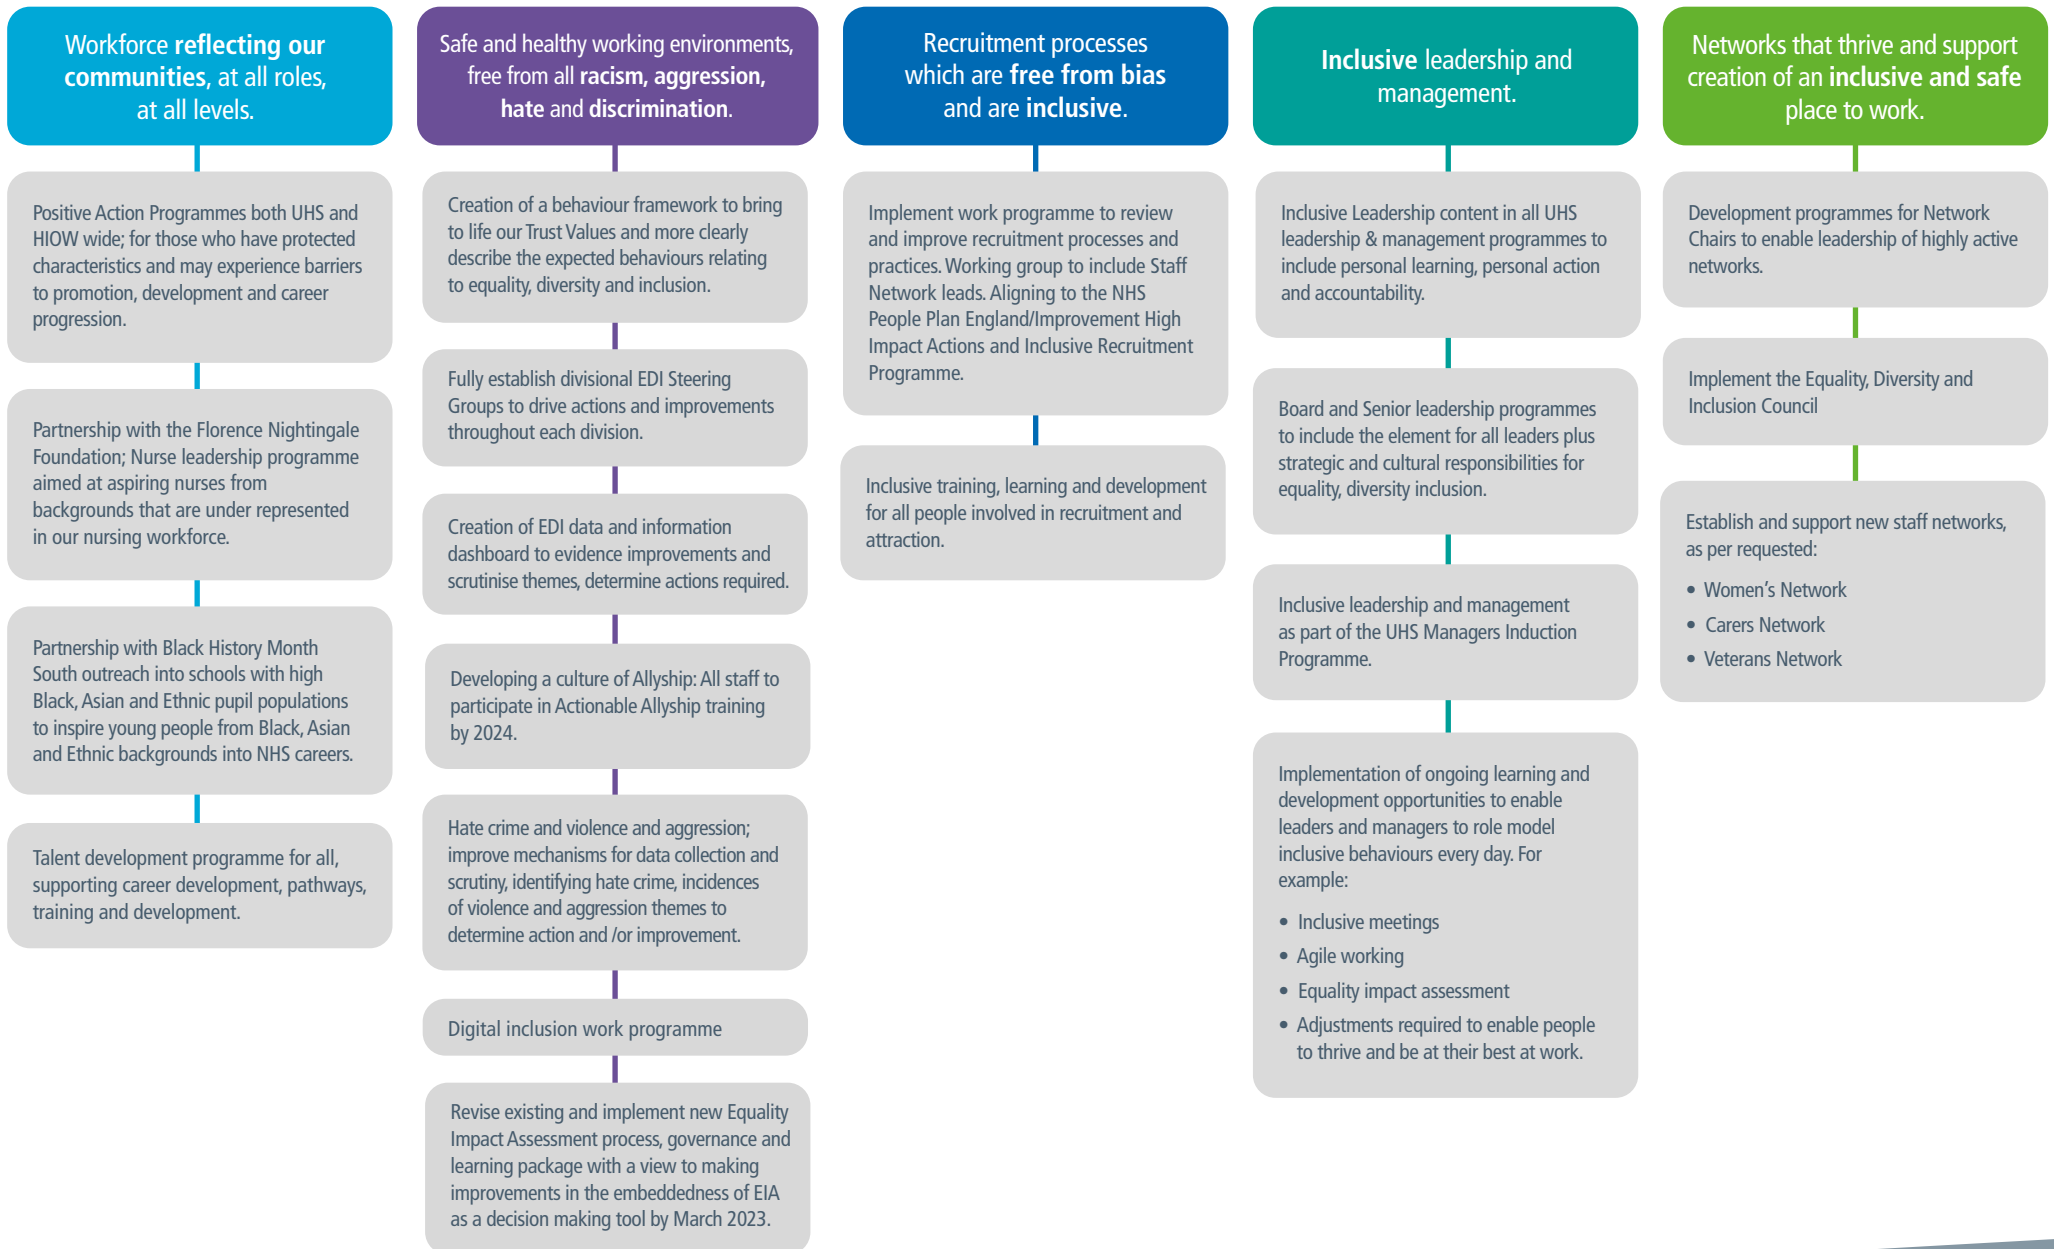 Workforce reflecting our
communities, at all roles,
at all levels.
Positive Action Programmes both UHS and
HIOW wide; for those who have protected
characteristics and may experience barriers
to promotion, development and career
progression.
Partnership with the Florence Nightingale
Foundation; Nurse leadership programme
aimed at aspiring nurses from
backgrounds that are under represented
in our nursing workforce.
Partnership with Black History Month
South outreach into schools with high
Black, Asian and Ethnic pupil populations
to inspire young people from Black, Asian
and Ethnic backgrounds into NHS careers.
Talent development programme for all,
supporting career development, pathways,
training and development.
Safe and healthy working environments,
free from all racism, aggression,
hate and discrimination.
Creation of a behaviour framework to bring
to life our Trust Values and more clearly
describe the expected behaviours relating
to equality, diversity and inclusion.
Fully establish divisional EDI Steering
Groups to drive actions and improvements
throughout each division.
Creation of EDI data and information
dashboard to evidence improvements and
scrutinise themes, determine actions required.
Developing a culture of Allyship: All staff to
participate in Actionable Allyship training
by 2024.
Hate crime and violence and aggression;
improve mechanisms for data collection and
scrutiny, identifying hate crime, incidences
of violence and aggression themes to
determine action and /or improvement.
Digital inclusion work programme
Revise existing and implement new Equality
Impact Assessment process, governance and
learning package with a view to making
improvements in the embeddedness of EIA
as a decision making tool by March 2023.
Recruitment processes
which are free from bias
and are inclusive.
Implement work programme to review
and improve recruitment processes and
practices. Working group to include Staff
Network leads. Aligning to the NHS
People Plan England/Improvement High
Impact Actions and Inclusive Recruitment
Programme.
Inclusive training, learning and development
for all people involved in recruitment and
attraction.
Inclusive leadership and
management.
Inclusive Leadership content in all UHS
leadership & management programmes to
include personal learning, personal action
and accountability.
Board and Senior leadership programmes
to include the element for all leaders plus
strategic and cultural responsibilities for
equality, diversity inclusion.
Inclusive leadership and management
as part of the UHS Managers Induction
Programme.
Implementation of ongoing learning and
development opportunities to enable
leaders and managers to role model
inclusive behaviours every day. For
example:
• Inclusive meetings
• Agile working
• Equality impact assessment
• Adjustments required to enable people
to thrive and be at their best at work.
Networks that thrive and support
creation of an inclusive and safe
place to work.
Development programmes for Network
Chairs to enable leadership of highly active
networks.
Implement the Equality, Diversity and
Inclusion Council
Establish and support new staff networks,
as per requested:
• Women's Network
• Carers Network
• Veterans Network